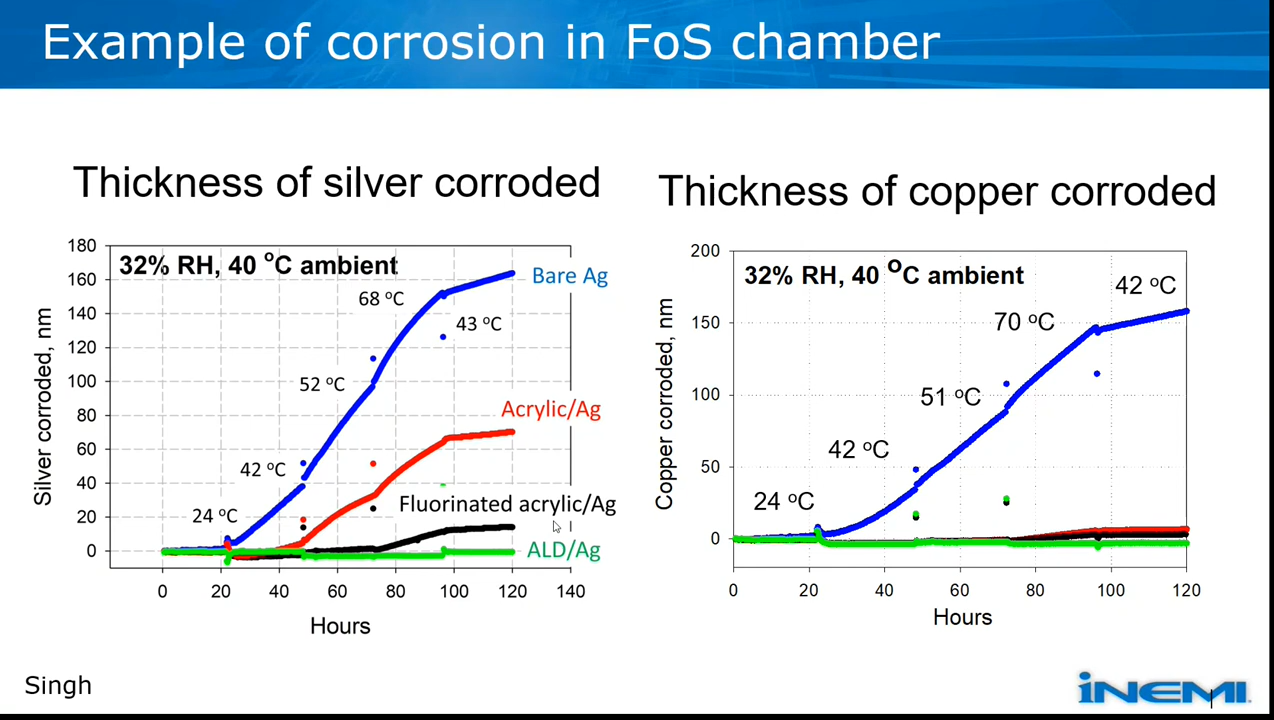 Example of corrosion in FoS chamber
Thickness of silver corroded
32% RH, 40 °C ambient
Silver corroded, nm
180
160
140
120
100
80
60
40
20
0
24 °C
42 °C
52 °C
68 °C
43 °C
Bare Ag
Acrylic/Ag
Fluorinated acrylic/Ag
ALD/Ag
0 20 40 60 80 100 120 140
Hours
Thickness of copper corroded
32% RH, 40 °C ambient
Copper corroded, nm
200
150
100
50
0
24 °C
42 °C
51 °C
70 °C
42 °C
0 20 40 60 80 100 120
Hours
Singh
iNEMI